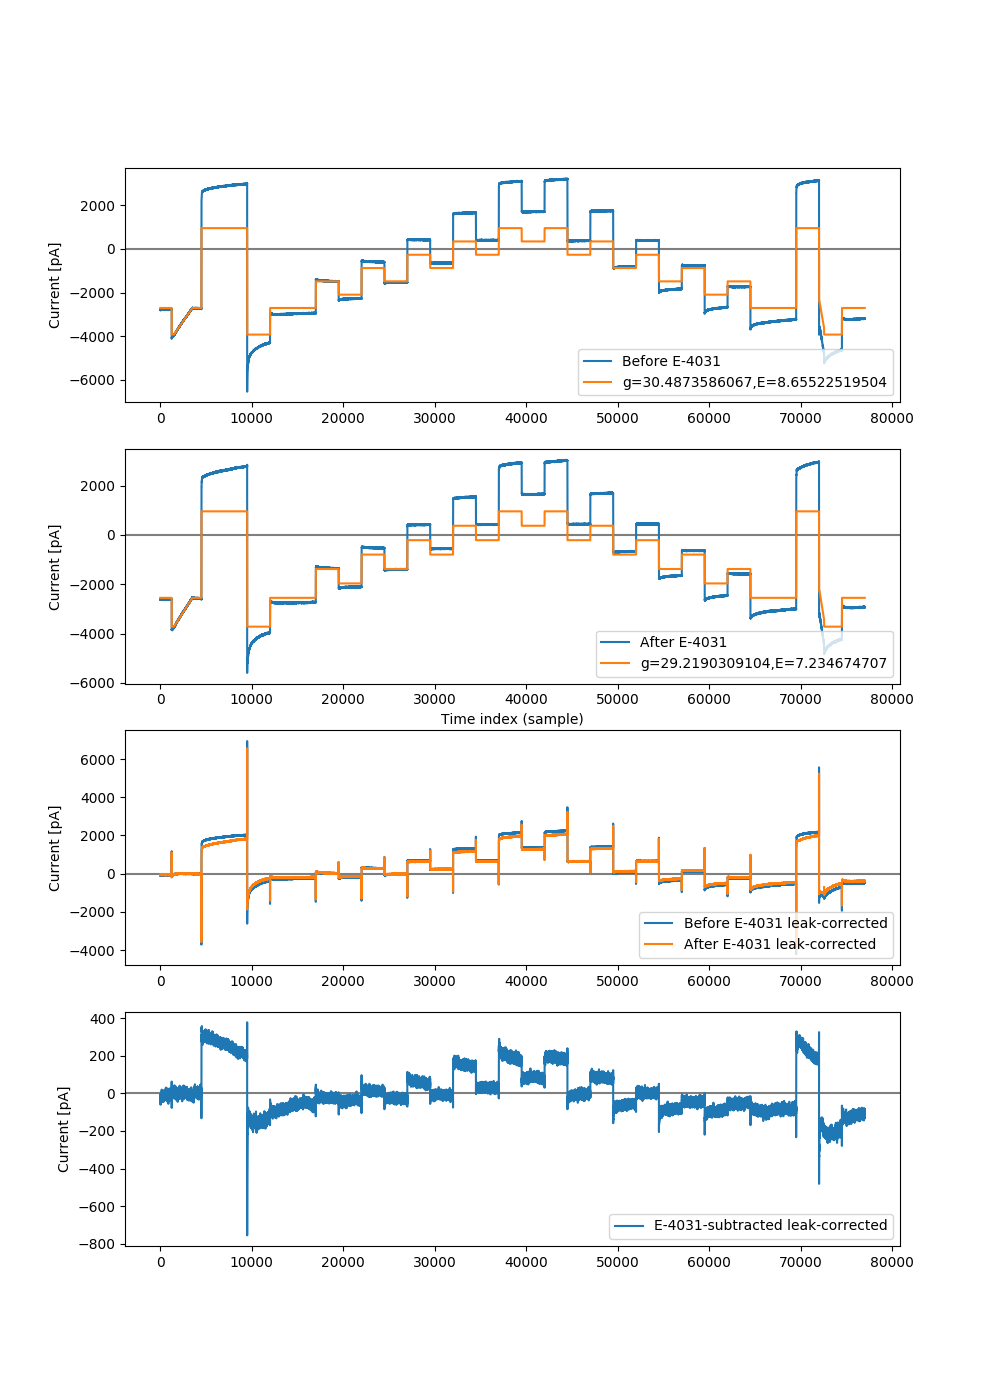 2000
0
−2000
−4000
−6000
Current [pA]
Before E-4031
g=30.4873586067,E=8.65522519504
0 10000 20000 30000 40000 50000 60000 70000 80000
2000
0
−2000
−4000
−6000
Current [pA]
After E-4031
g=29.2190309104,E=7.234674707
0 10000 20000 30000 40000 50000 60000 70000 80000
Time index (sample)
6000
4000
2000
0
−2000
−4000
Current [pA]
Before E-4031 leak-corrected
After E-4031 leak-corrected
0 10000 20000 30000 40000 50000 60000 70000 80000
400
200
0
−200
−400
−600
−800
Current [pA]
E-4031-subtracted leak-corrected
0 10000 20000 30000 40000 50000 60000 70000 80000